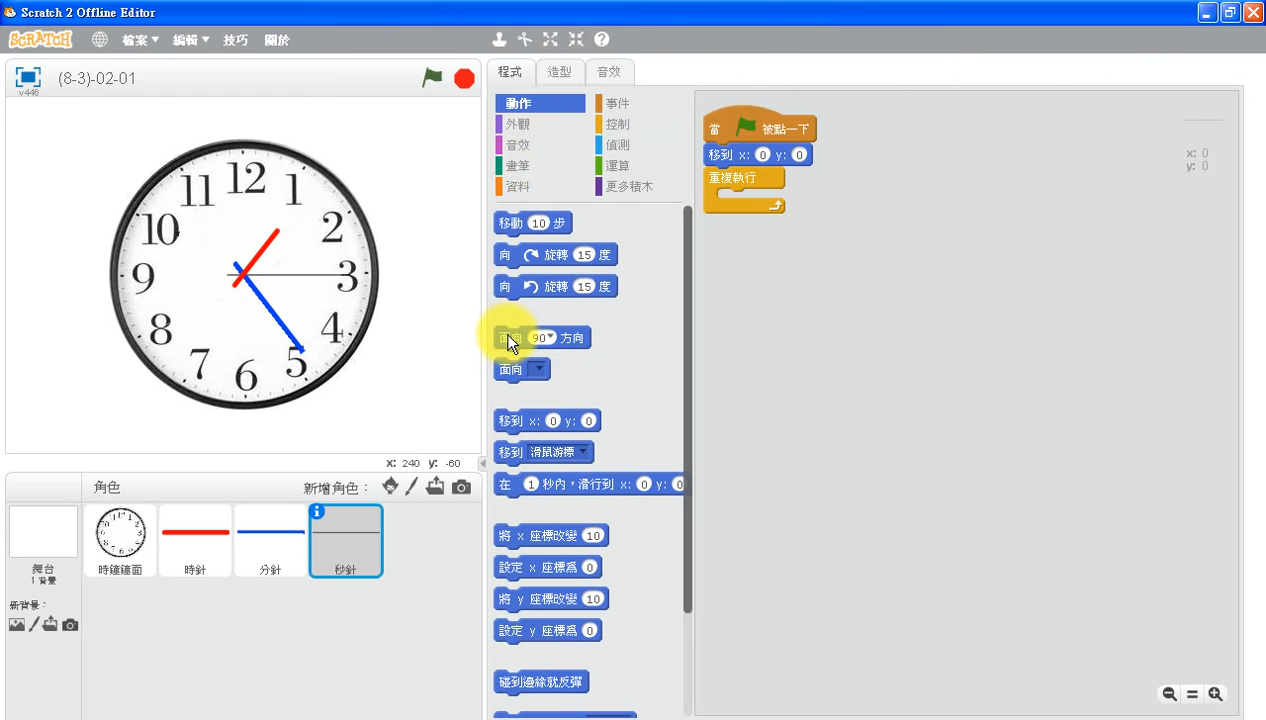 Scratch 2 Offline Editor
SCRATCH 檔案 編輯 技巧 關於
v446
(8-3)-02-01
12
1
2
3
4
5
6
7
8
9
10
11
x: 240 y: -60
角色
新增角色：
舞台
1 背景
新背景：
時鐘鐘面
時針
分針
秒針
程式 造型 音效
動作 事件
外觀 控制
音效 偵測
畫筆 運算
資料 更多積木
移動 10 步
向 旋轉 15 度
向 旋轉 15 度
面向 90 方向
面向
移到 x: 0 y: 0
移到 滑鼠游標
在 1 秒內，滑行到 x: 0 y: 0
將 x 座標改變 10
設定 x 座標為 0
將 y 座標改變 10
設定 y 座標為 0
碰到邊緣就反彈
當 被點一下
移到 x: 0 y: 0
重複執行
x: 0
y: 0